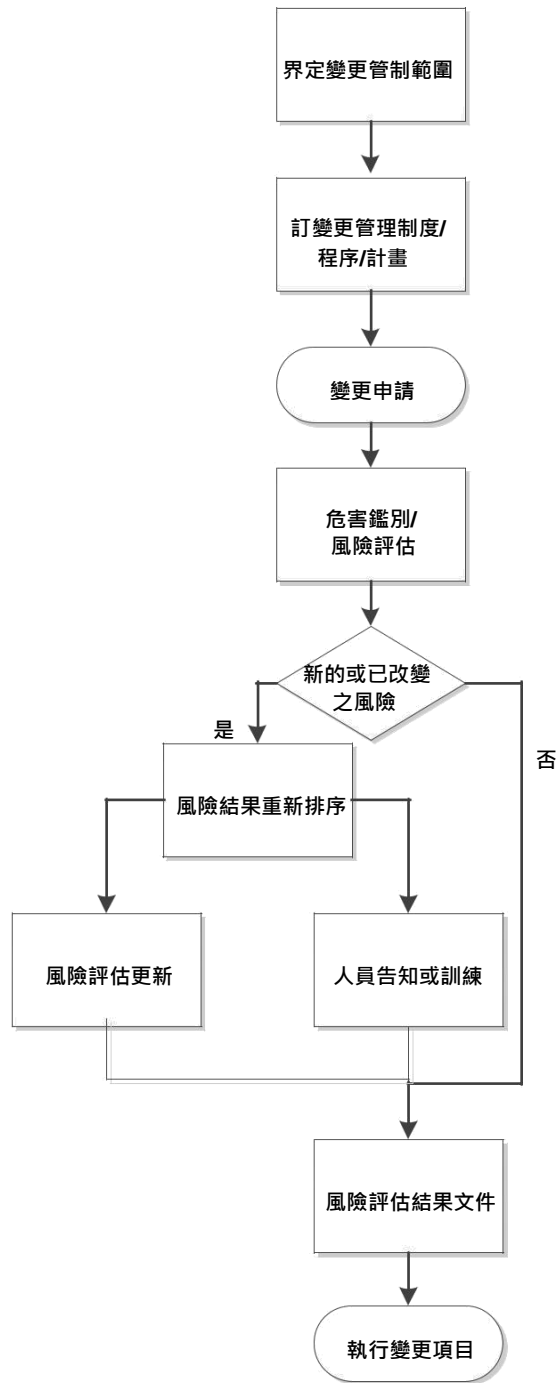 界定變更管制範圍
訂變更管理制度/
程序/計畫
變更申請
危害鑑別/
風險評估
新的或已改變
之風險
是
否
風險結果重新排序
風險評估更新
人員告知或訓練
風險評估結果文件
執行變更項目